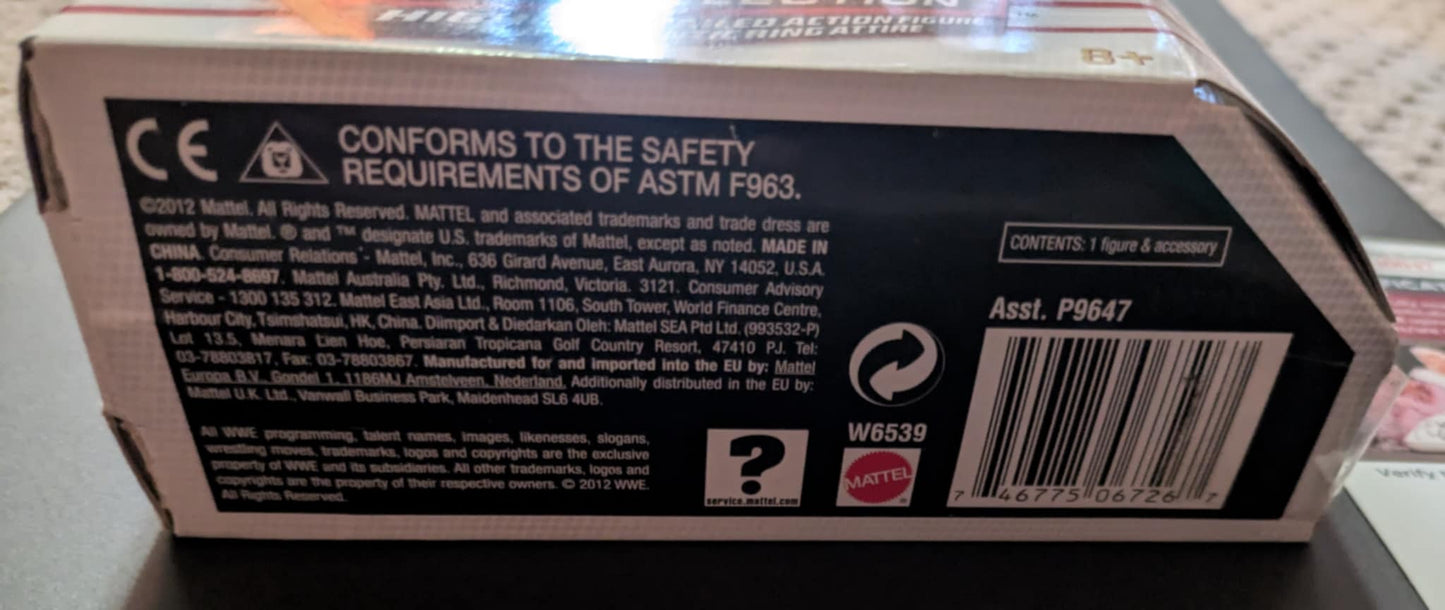 LED ACTION FIGURE
RING ATTIRE
8+
CE
CONFORMS TO THE SAFETY
REQUIREMENTS OF ASTM F963.
©2012 Mattel. All Rights Reserved. MATTEL and associated trademarks and trade dress are
owned by Mattel. ® and ™ designate U.S. trademarks of Mattel, except as noted. MADE IN
CHINA. Consumer Relations - Mattel, Inc., 636 Girard Avenue, East Aurora, NY 14052, U.S.A.
1-800-524-8697. Mattel Australia Pty. Ltd., Richmond, Victoria. 3121. Consumer Advisory
Service - 1300 135 312. Mattel East Asia Ltd., Room 1106, South Tower, World Finance Centre,
Harbour City, Tsimshatsui, HK, China. Diimport & Diedarkan Oleh: Mattel SEA Ptd Ltd. (993532-P)
Lot 13.5, Menara Lien Hoe, Persiaran Tropicana Golf Country Resort, 47410 PJ. Tel:
03-78803817, Fax: 03-78803867. Manufactured for and imported into the EU by: Mattel
Europa B.V., Gondel 1, 1186MJ Amstelveen, Nederland. Additionally distributed in the EU by:
Mattel U.K. Ltd., Vanwall Business Park, Maidenhead SL6 4UB.
All WWE programming, talent names, images, likenesses, slogans,
wrestling moves, trademarks, logos and copyrights are the exclusive
property of WWE and its subsidiaries. All other trademarks, logos and
copyrights are the property of their respective owners. © 2012 WWE.
All Rights Reserved.
?
service.mattel.com
W6539
MATTEL
CONTENTS: 1 figure & accessory
Asst. P9647
7 46775 06726 7
Verify